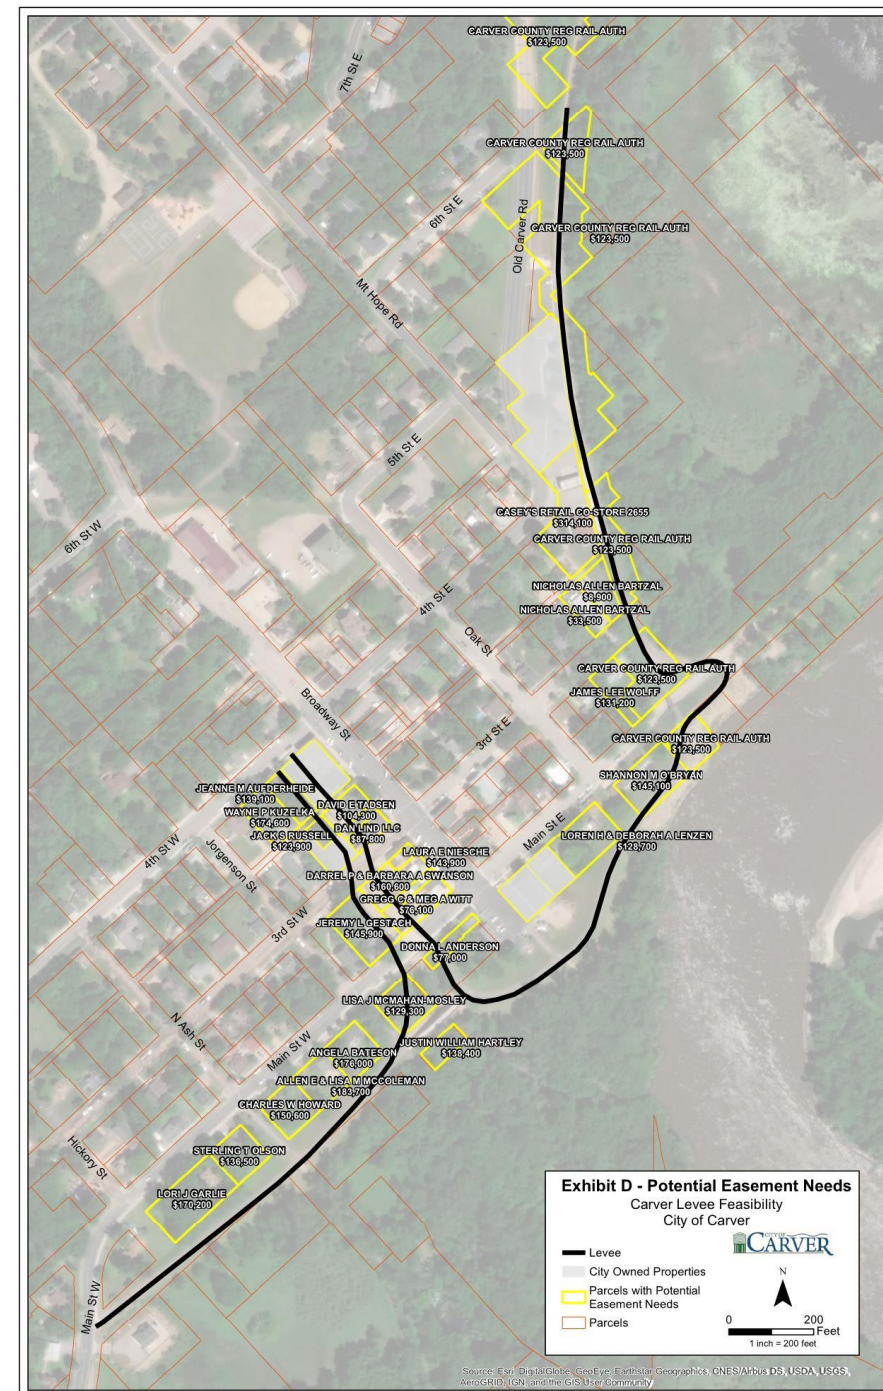 CARVER COUNTY REG RAIL AUTH
$123,500
7th St E
CARVER COUNTY REG RAIL AUTH
$123,500
6th St E
Old Carver Rd
CARVER COUNTY REG RAIL AUTH
$123,500
Mt Hope Rd
5th St E
6th St W
CASEY'S RETAIL CO-STORE 2655
$314,100
CARVER COUNTY REG RAIL AUTH
$123,500
NICHOLAS ALLEN BARTZAL
$8,900
4th St E
NICHOLAS ALLEN BARTZAL
$33,500
Oak St
CARVER COUNTY REG RAIL AUTH
$123,500
JAMES LEE WOLFF
$131,200
Broadway St
3rd St E
CARVER COUNTY REG RAIL AUTH
$123,500
SHANNON M O'BRYAN
$145,100
JEANNE M AUFDERHEIDE
$139,100
DAVID E TADSEN
$104,300
WAYNE P KUZELKA
$174,600
DAN LIND LLC
$87,800
JACK S RUSSELL
$123,900
Main St E
LOREN H & DEBORAH A LENZEN
$128,700
4th St W
Jorgenson St
LAURA E NIESCHE
$143,900
DARREL P & BARBARA A SWANSON
$160,600
GREGG C & MEG A WITT
$76,100
3rd St W
JEREMY L GESTACH
$145,900
DONNA L ANDERSON
$77,000
LISA J MCMAHAN-MOSLEY
$129,300
N Ash St
Main St W
JUSTIN WILLIAM HARTLEY
$138,400
ANGELA BATESON
$176,000
ALLEN E & LISA M MCCOLEMAN
$183,700
CHARLES W HOWARD
$150,600
Hickory St
STERLING T OLSON
$136,500
LORI J GARLIE
$170,200
Main St W
Exhibit D - Potential Easement Needs
Carver Levee Feasibility
City of Carver
CITY OF
CARVER
Levee
City Owned Properties
Parcels with Potential
Easement Needs
Parcels
N
0 200
Feet
1 inch = 200 feet
Source: Esri, DigitalGlobe, GeoEye, Earthstar Geographics, CNES/Airbus DS, USDA, USGS,
AeroGRID, IGN, and the GIS User Community